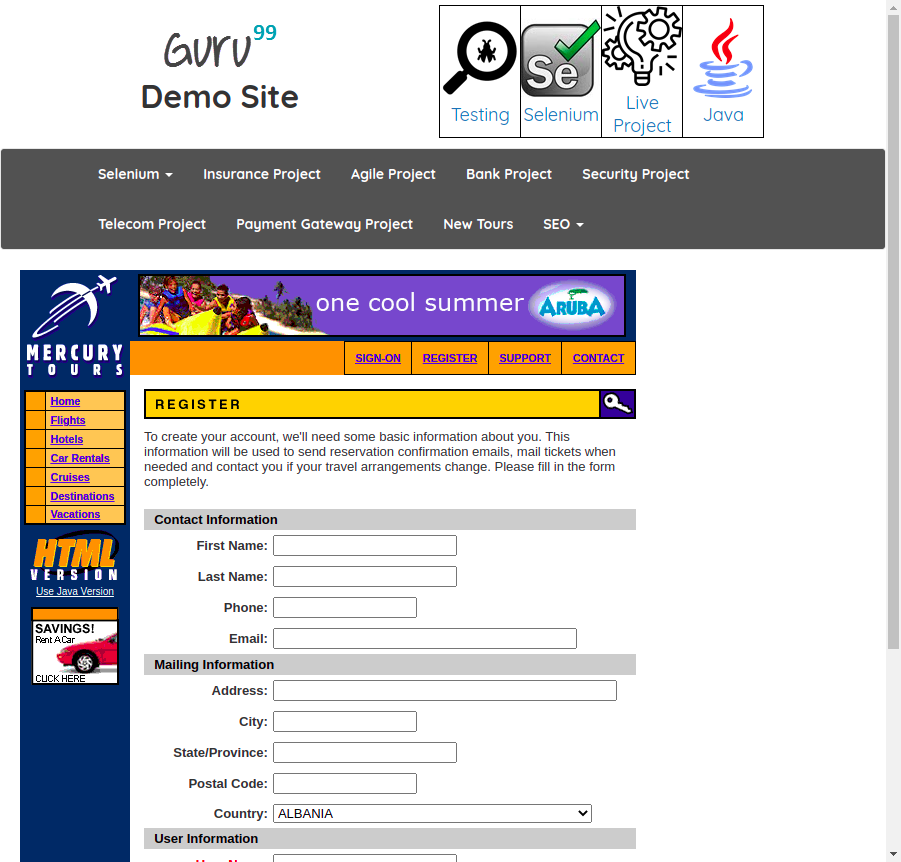 Guru99
Demo Site
Testing
Se
Selenium
Live
Project
Java
Selenium
Insurance Project
Agile Project
Bank Project
Security Project
Telecom Project
Payment Gateway Project
New Tours
SEO
MERCURY
TOURS
one cool summer
ARUBA
SIGN-ON
REGISTER
SUPPORT
CONTACT
Home
Flights
Hotels
Car Rentals
Cruises
Destinations
Vacations
HTML
VERSION
Use Java Version
SAVINGS!
Rent A Car
CLICK HERE
REGISTER
To create your account, we'll need some basic information about you. This
information will be used to send reservation confirmation emails, mail tickets when
needed and contact you if your travel arrangements change. Please fill in the form
completely.
Contact Information
First Name:
Last Name:
Phone:
Email:
Mailing Information
Address:
City:
State/Province:
Postal Code:
Country: ALBANIA
User Information